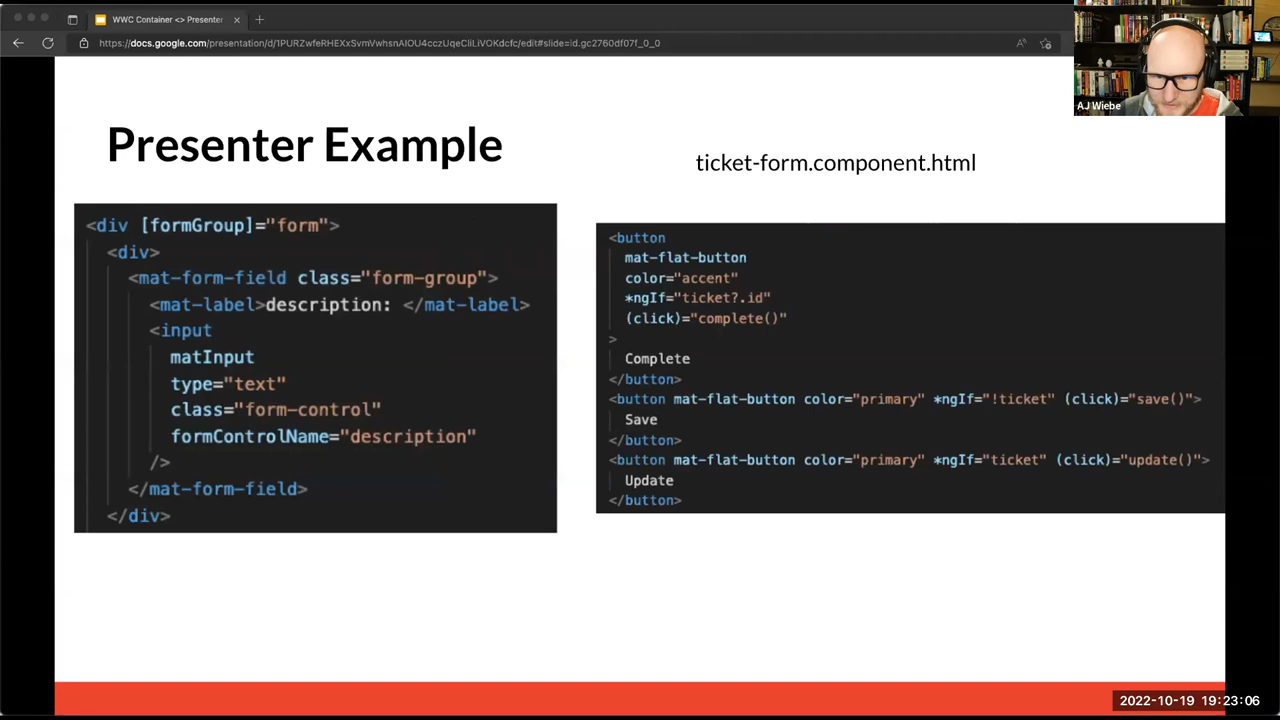 WWC Container <> Presenter
https://docs.google.com/presentation/d/1PURZwfeRHEXxSvmVwhsnAIOU4cczUqeCIiLiVOKdcfc/edit#slide=id.gc2760df07f_0_0
AJ Wiebe
Presenter Example
ticket-form.component.html
<div [formGroup]="form">
<div>
<mat-form-field class="form-group">
<mat-label>description: </mat-label>
<input
matInput
type="text"
class="form-control"
formControlName="description"
/>
</mat-form-field>
</div>
<button
mat-flat-button
color="accent"
*ngIf="ticket?.id"
(click)="complete()"
>
Complete
</button>
<button mat-flat-button color="primary" *ngIf="!ticket" (click)="save()">
Save
</button>
<button mat-flat-button color="primary" *ngIf="ticket" (click)="update()">
Update
</button>
2022-10-19 19:23:06